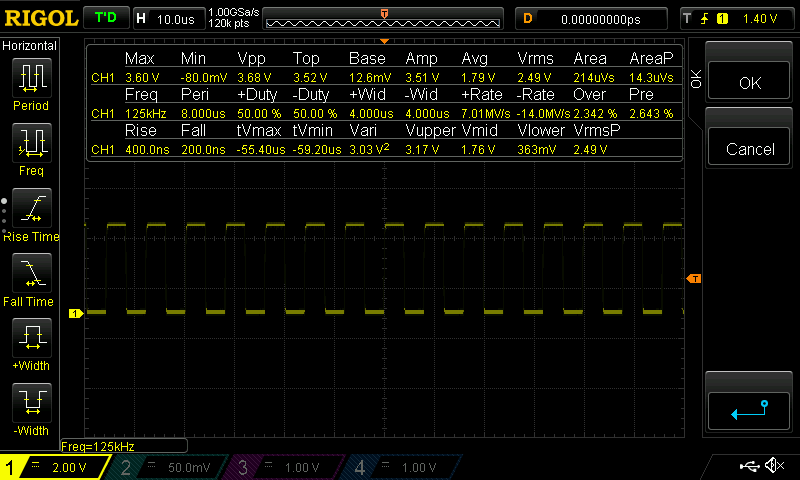 RIGOL T'D H 10.0us 1.00GSa/s 120k pts T D 0.00000000ps T 1 1.40 V
Horizontal
Period
Freq
Rise Time
Fall Time
+Width
-Width
Max Min Vpp Top Base Amp Avg Vrms Area AreaP
CH1 3.60 V -80.0mV 3.68 V 3.52 V 12.6mV 3.51 V 1.79 V 2.49 V 214uVs 14.3uVs
Freq Peri +Duty -Duty +Wid -Wid +Rate -Rate Over Pre
CH1 125kHz 8.000us 50.00 % 50.00 % 4.000us 4.000us 7.01MV/s -14.0MV/s 2.342 % 2.643 %
Rise Fall tVmax tVmin Vari Vupper Vmid Vlower VrmsP
CH1 400.0ns 200.0ns -55.40us -59.20us 3.03 V² 3.17 V 1.76 V 363mV 2.49 V
OK
OK
Cancel
T
1
Freq=125kHz
1 2.00 V 2 50.0mV 3 1.00 V 4 1.00 V